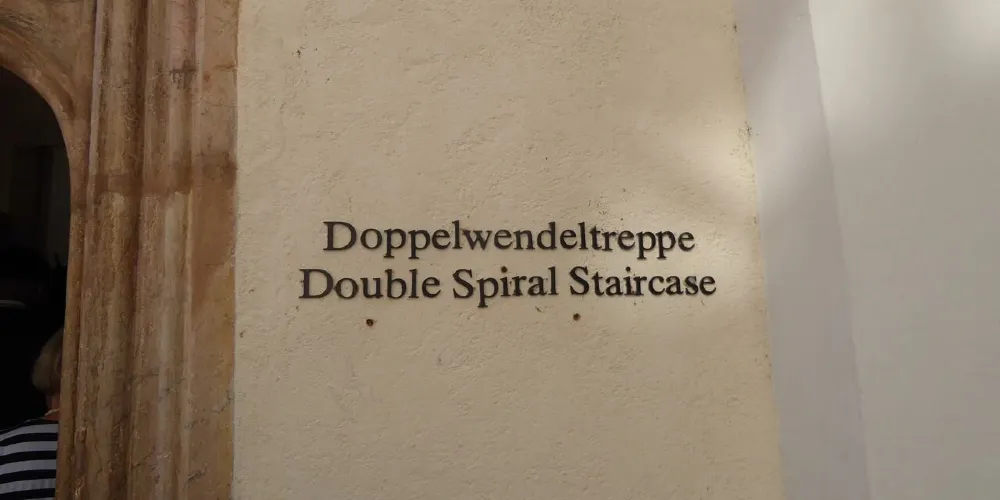 Doppelwendeltreppe
Double Spiral Staircase